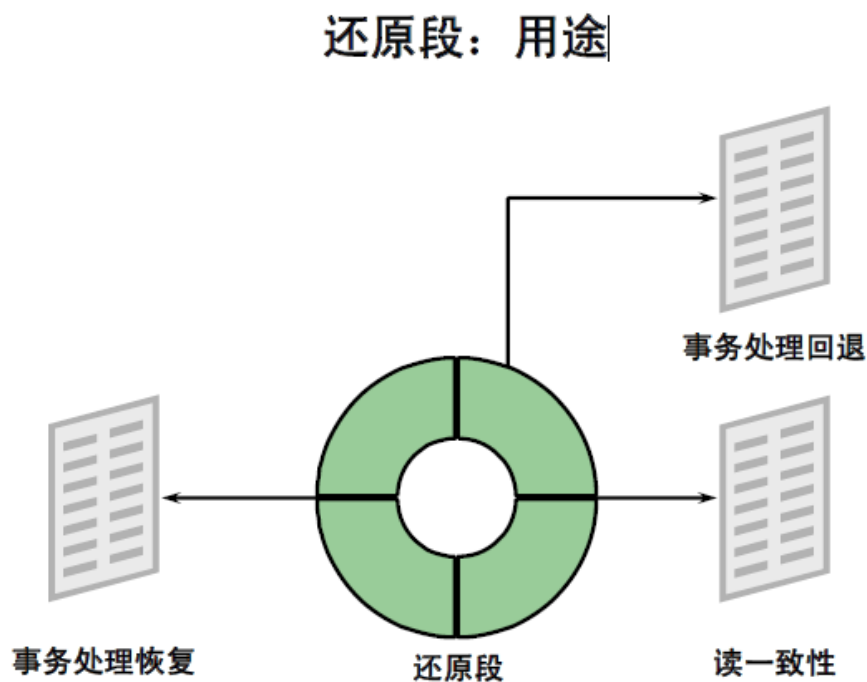 还原段：用途
事务处理回退
事务处理恢复
还原段
读一致性